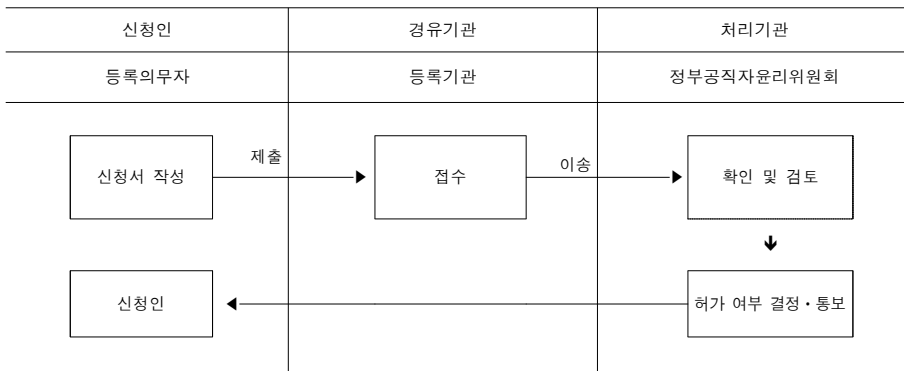 신청인 경유기관 처리기관
등록의무자 등록기관 정부공직자윤리위원회
신청서 작성 제출 접수 이송 확인 및 검토
신청인 허가 여부 결정·통보